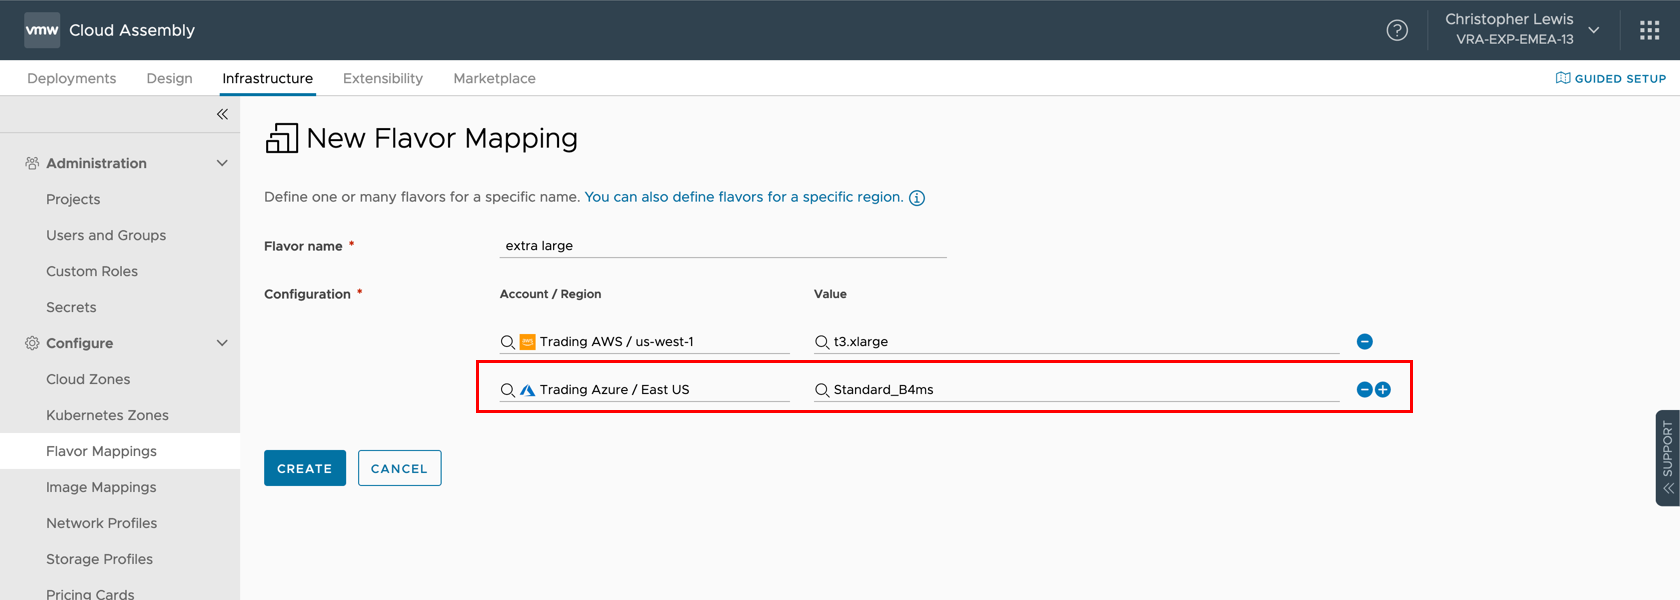 vmw Cloud Assembly
Christopher Lewis
VRA-EXP-EMEA-13
Deployments Design Infrastructure Extensibility Marketplace
GUIDED SETUP
Administration
Projects
Users and Groups
Custom Roles
Secrets
Configure
Cloud Zones
Kubernetes Zones
Flavor Mappings
Image Mappings
Network Profiles
Storage Profiles
Pricing Cards
New Flavor Mapping
Define one or many flavors for a specific name. You can also define flavors for a specific region.
Flavor name * extra large
Configuration * Account / Region Value
aws Trading AWS / us-west-1 t3.xlarge
Trading Azure / East US Standard_B4ms
CREATE CANCEL
SUPPORT